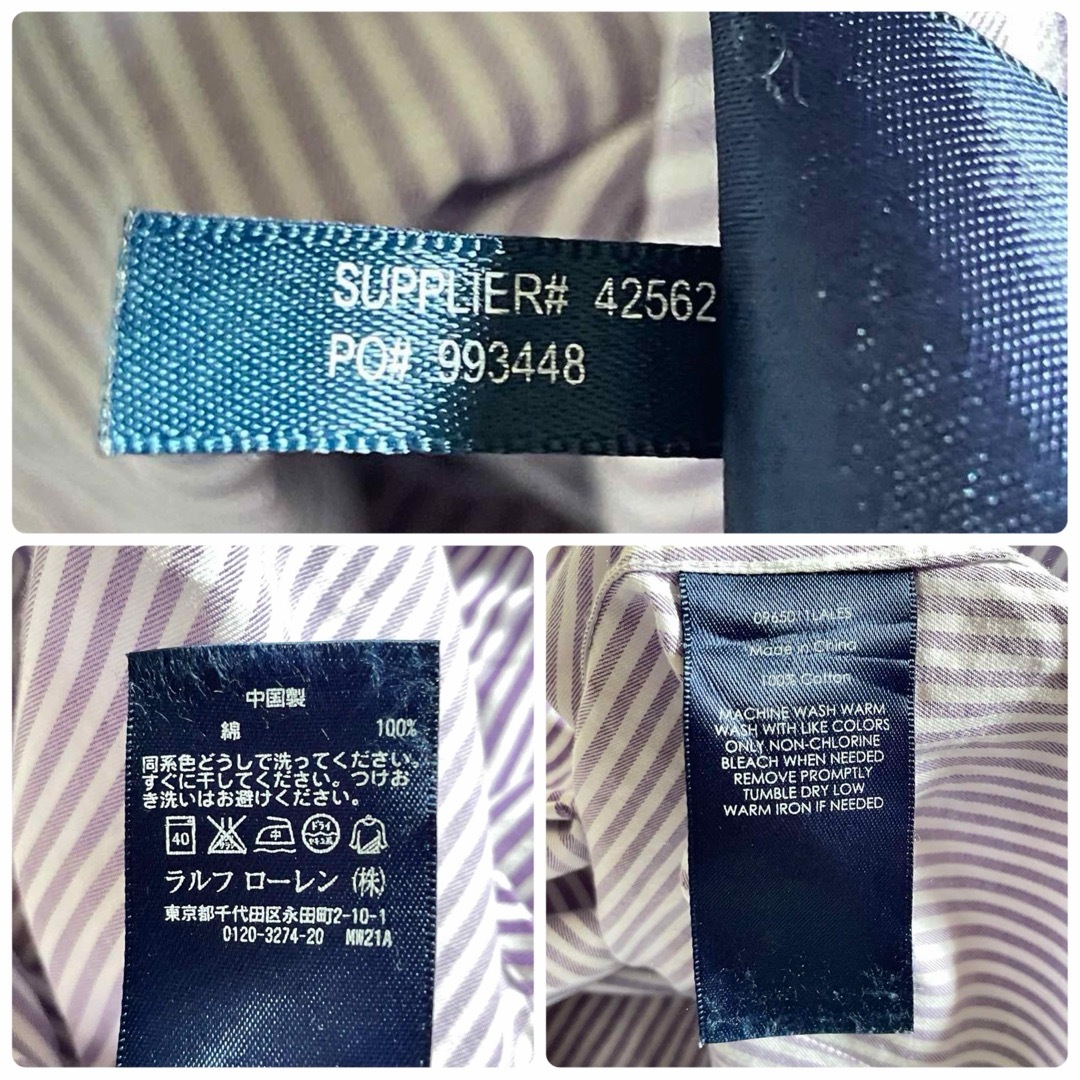 SUPPLIER# 42562
PO# 993448
中国製
綿 100%
同系色どうしで洗ってください。
すぐに干してください。つけお
き洗いはお避けください。
40 中 ドライ
ラルフ ローレン (株)
東京都千代田区永田町2-10-1
0120-3274-20 MW21A
Made in China
100% Cotton
MACHINE WASH WARM
WASH WITH LIKE COLORS
ONLY NON-CHLORINE
BLEACH WHEN NEEDED
REMOVE PROMPTLY
TUMBLE DRY LOW
WARM IRON IF NEEDED